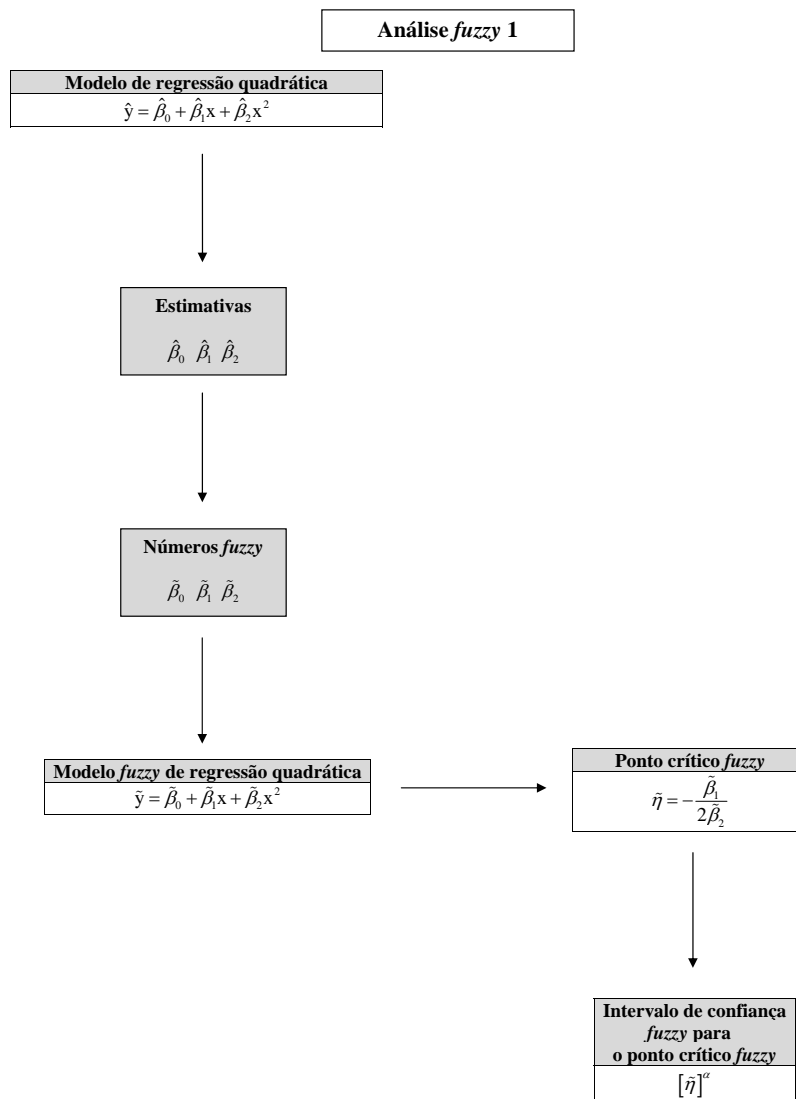 Análise fuzzy 1
Modelo de regressão quadrática
ŷ = β̂₀ + β̂₁x + β̂₂x²
Estimativas
β̂₀ β̂₁ β̂₂
Números fuzzy
β̃₀ β̃₁ β̃₂
Modelo fuzzy de regressão quadrática
ỹ = β̃₀ + β̃₁x + β̃₂x²
Ponto crítico fuzzy
η̃ = −β̃₁/2β̃₂
Intervalo de confiança
fuzzy para
o ponto crítico fuzzy
[η̃]^α